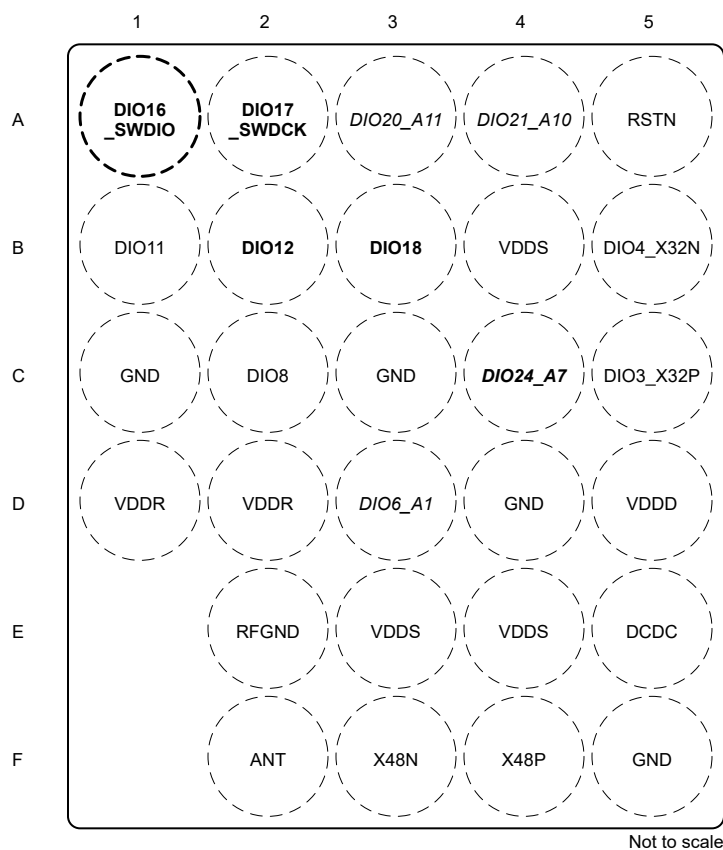 1 2 3 4 5
A
DIO16
_SWDIO
DIO17
_SWDCK
DIO20_A11
DIO21_A10
RSTN
B
DIO11
DIO12
DIO18
VDDS
DIO4_X32N
C
GND
DIO8
GND
DIO24_A7
DIO3_X32P
D
VDDR
VDDR
DIO6_A1
GND
VDDD
E
RFGND
VDDS
VDDS
DCDC
F
ANT
X48N
X48P
GND
Not to scale